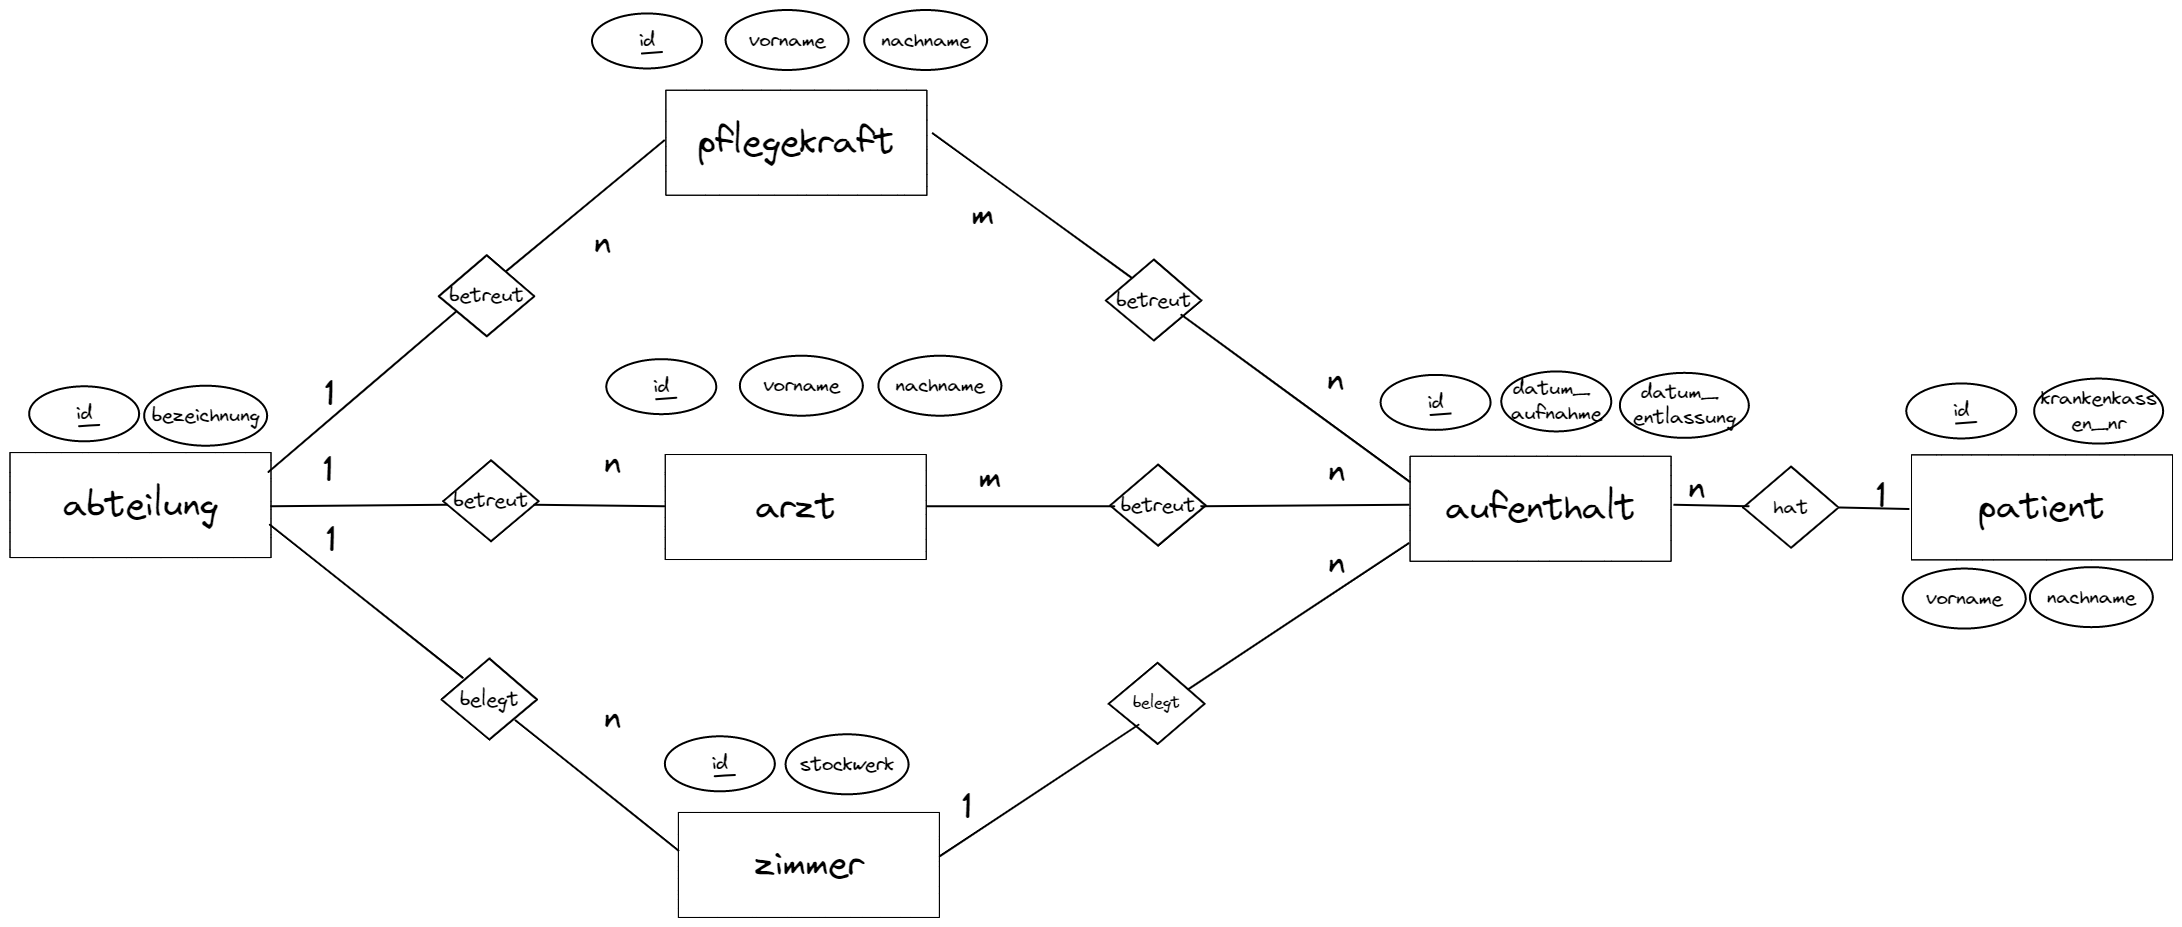 id
vorname
nachname
pflegekraft
m
n
betreut
betreut
id
vorname
nachname
id
datum_
aufnahme
datum_
entlassung
id
krankenkass
en_nr
n
1
id
bezeichnung
abteilung
1
betreut
n
arzt
m
betreut
n
aufenthalt
n
hat
1
patient
1
n
vorname
nachname
belegt
belegt
n
id
stockwerk
1
zimmer